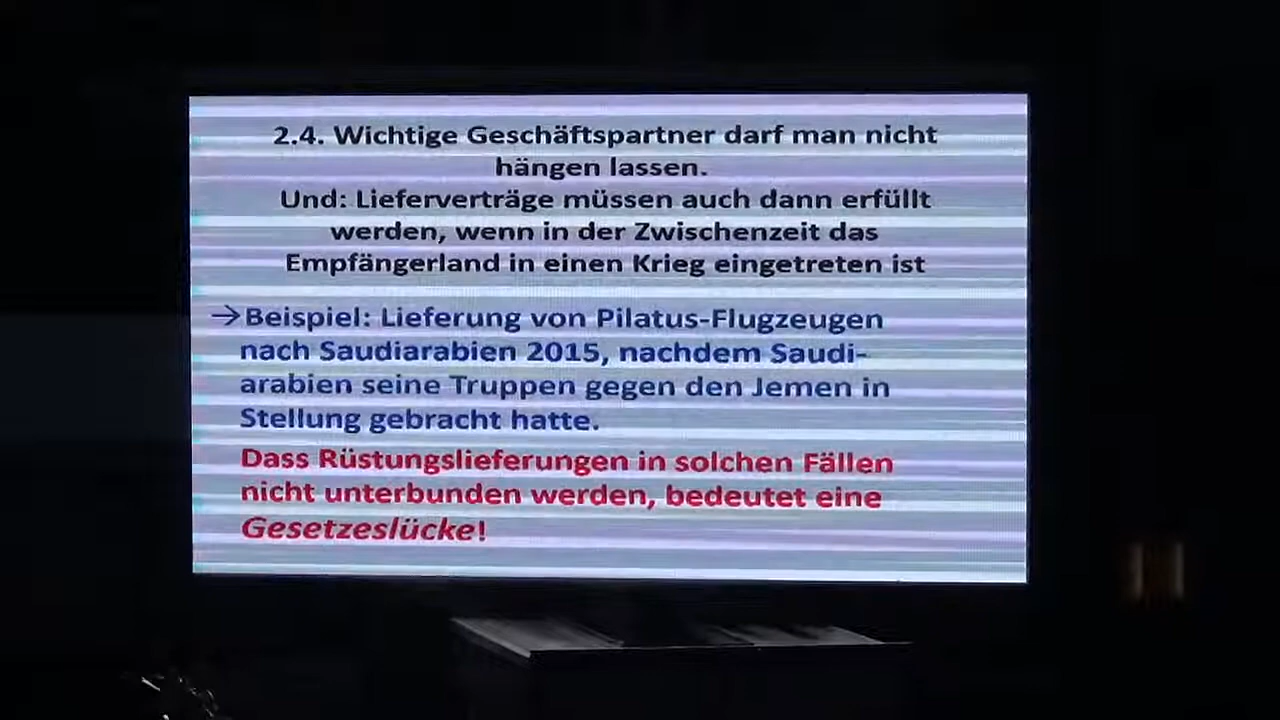 2.4. Wichtige Geschäftspartner darf man nicht
hängen lassen.
Und: Lieferverträge müssen auch dann erfüllt
werden, wenn in der Zwischenzeit das
Empfängerland in einen Krieg eingetreten ist
→Beispiel: Lieferung von Pilatus-Flugzeugen
nach Saudiarabien 2015, nachdem Saudi-
arabien seine Truppen gegen den Jemen in
Stellung gebracht hatte.
Dass Rüstungslieferungen in solchen Fällen
nicht unterbunden werden, bedeutet eine
Gesetzeslücke!